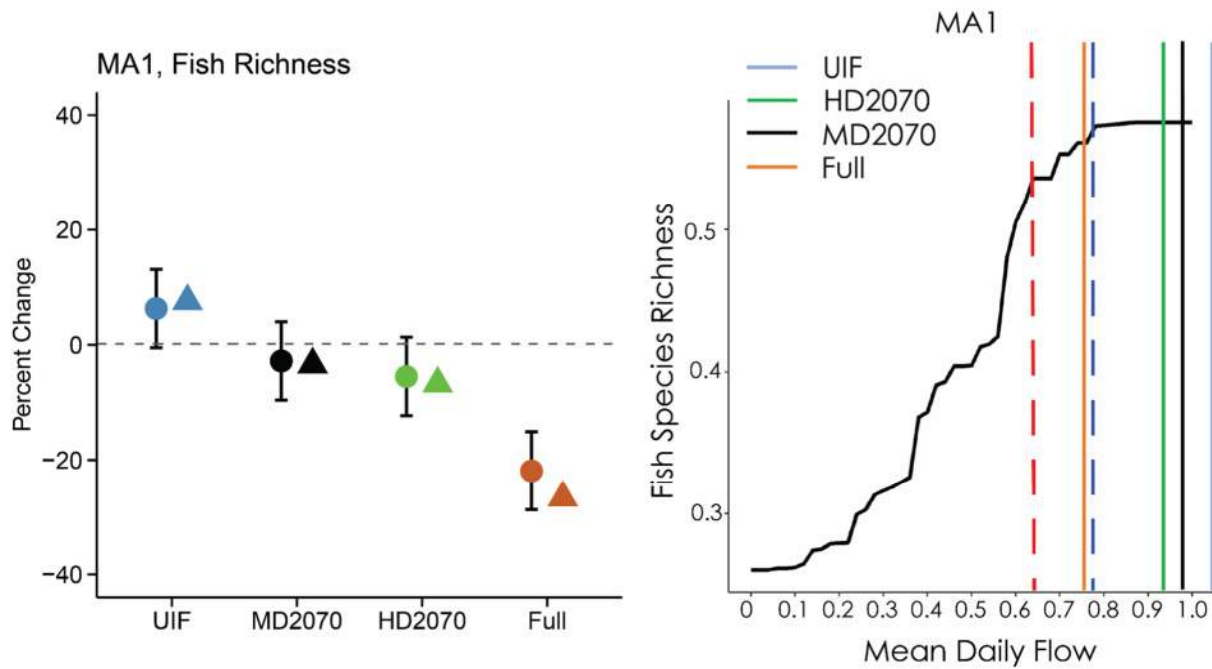 MA1, Fish Richness
Percent Change
40
20
0
−20
−40
UIF MD2070 HD2070 Full
MA1
UIF
HD2070
MD2070
Full
Fish Species Richness
0.5
0.4
0.3
0 0.1 0.2 0.3 0.4 0.5 0.6 0.7 0.8 0.9 1.0
Mean Daily Flow